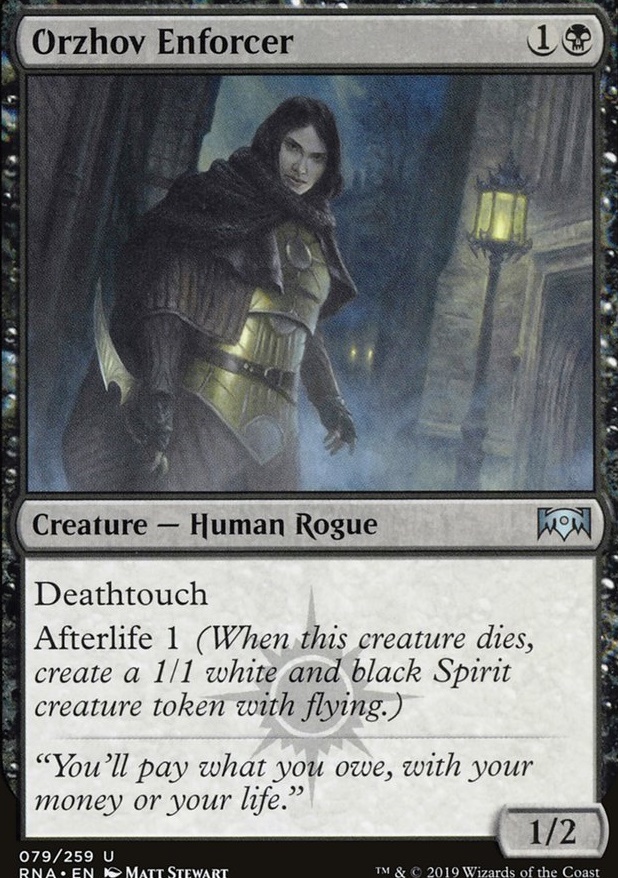 Orzhov Enforcer 1
Creature — Human Rogue
Deathtouch
Afterlife 1 (When this creature dies,
create a 1/1 white and black Spirit
creature token with flying.)
“You’ll pay what you owe, with your
money or your life.”
1/2
079/259 U
RNA • EN Matt Stewart ™ & © 2019 Wizards of the Coast